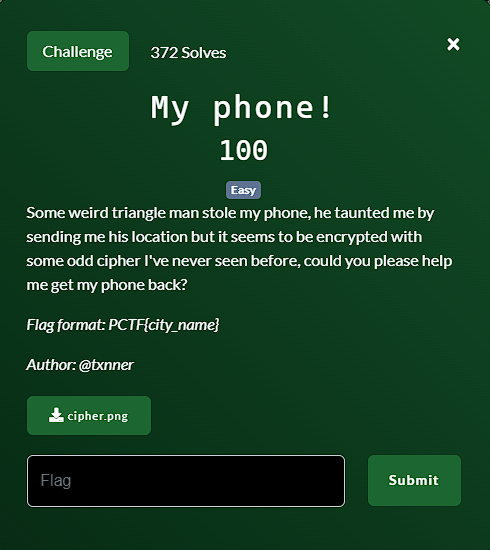 Challenge 372 Solves ×
My phone!
100
Easy
Some weird triangle man stole my phone, he taunted me by
sending me his location but it seems to be encrypted with
some odd cipher I've never seen before, could you please help
me get my phone back?
Flag format: PCTF{city_name}
Author: @txnner
cipher.png
Flag Submit